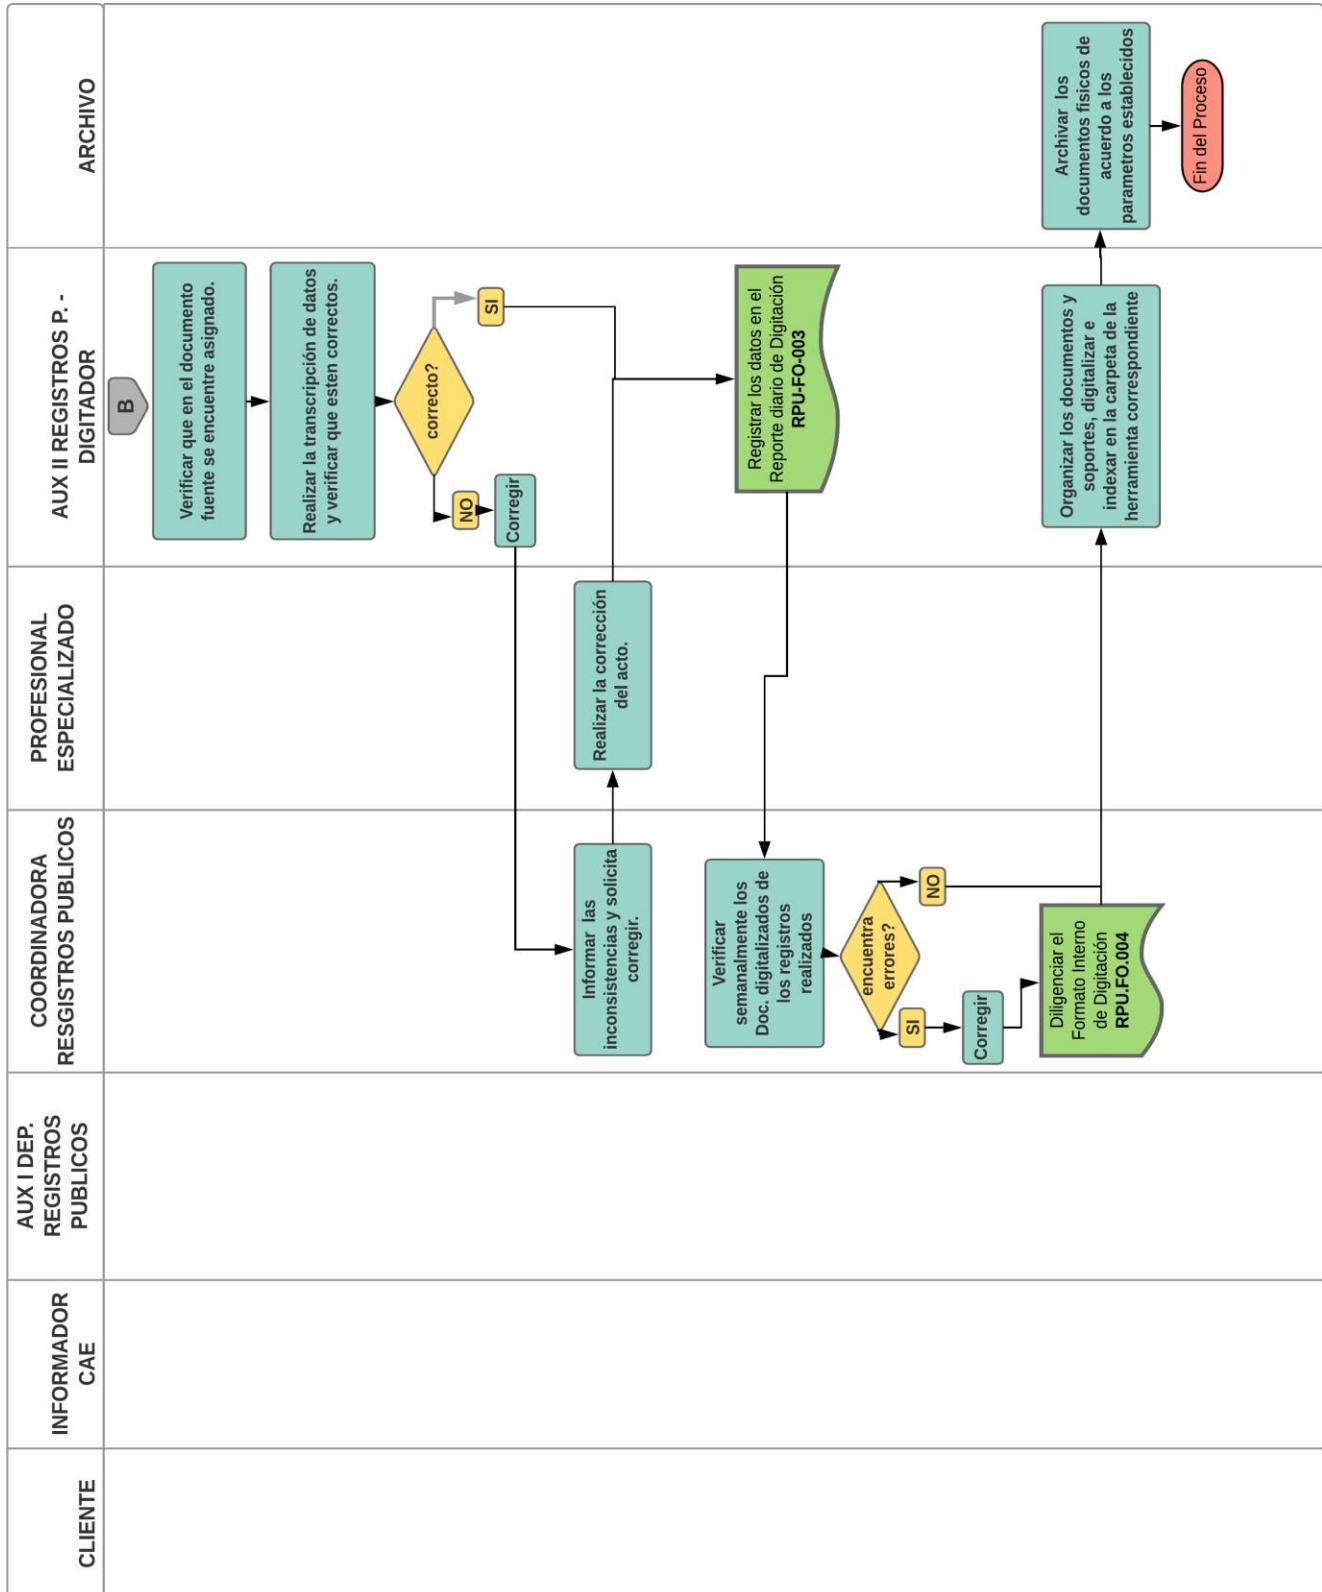 CLIENTE
INFORMADOR
CAE
AUX I DEP.
REGISTROS
PUBLICOS
COORDINADORA
RESGISTROS PUBLICOS
PROFESIONAL
ESPECIALIZADO
AUX II REGISTROS P. -
DIGITADOR
ARCHIVO
B
Verificar que en el documento
fuente se encuentre asignado.
Realizar la transcripción de datos
y verificar que esten correctos.
correcto?
NO
SI
Corregir
Informar las
inconsistencias y solicita
corregir.
Realizar la corrección
del acto.
Registrar los datos en el
Reporte diario de Digitación
RPU-FO-003
Verificar
semanalmente los
Doc. digitalizados de
los registros
realizados
encuentra
errores?
SI
NO
Corregir
Diligenciar el
Formato Interno
de Digitación
RPU.FO.004
Organizar los documentos y
soportes, digitalizar e
indexar en la carpeta de la
herramienta correspondiente
Archivar los
documentos fisicos de
acuerdo a los
parametros establecidos
Fin del Proceso